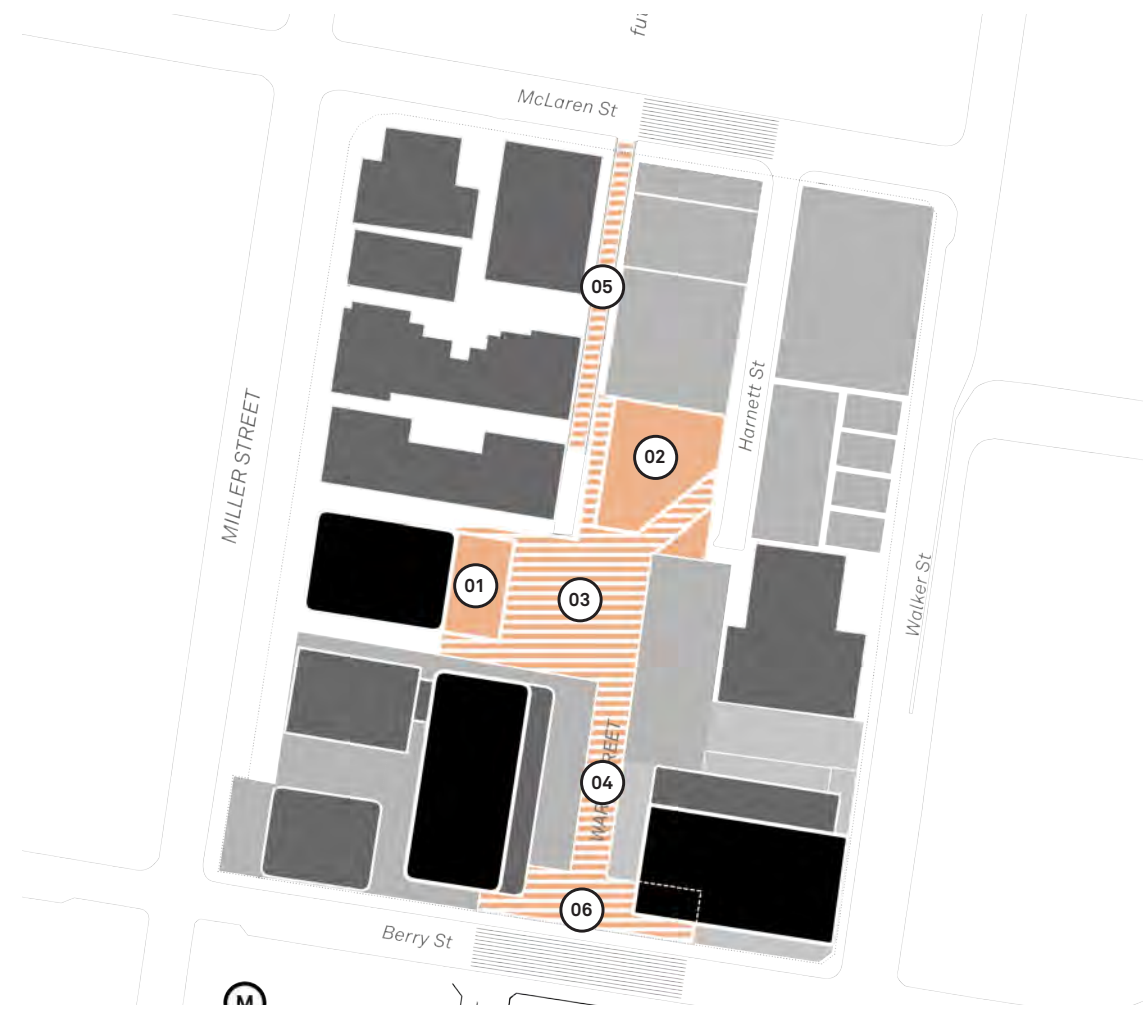 McLaren St
05
Harnett St
MILLER STREET
02
01
03
Walker St
04
06
Berry St
M